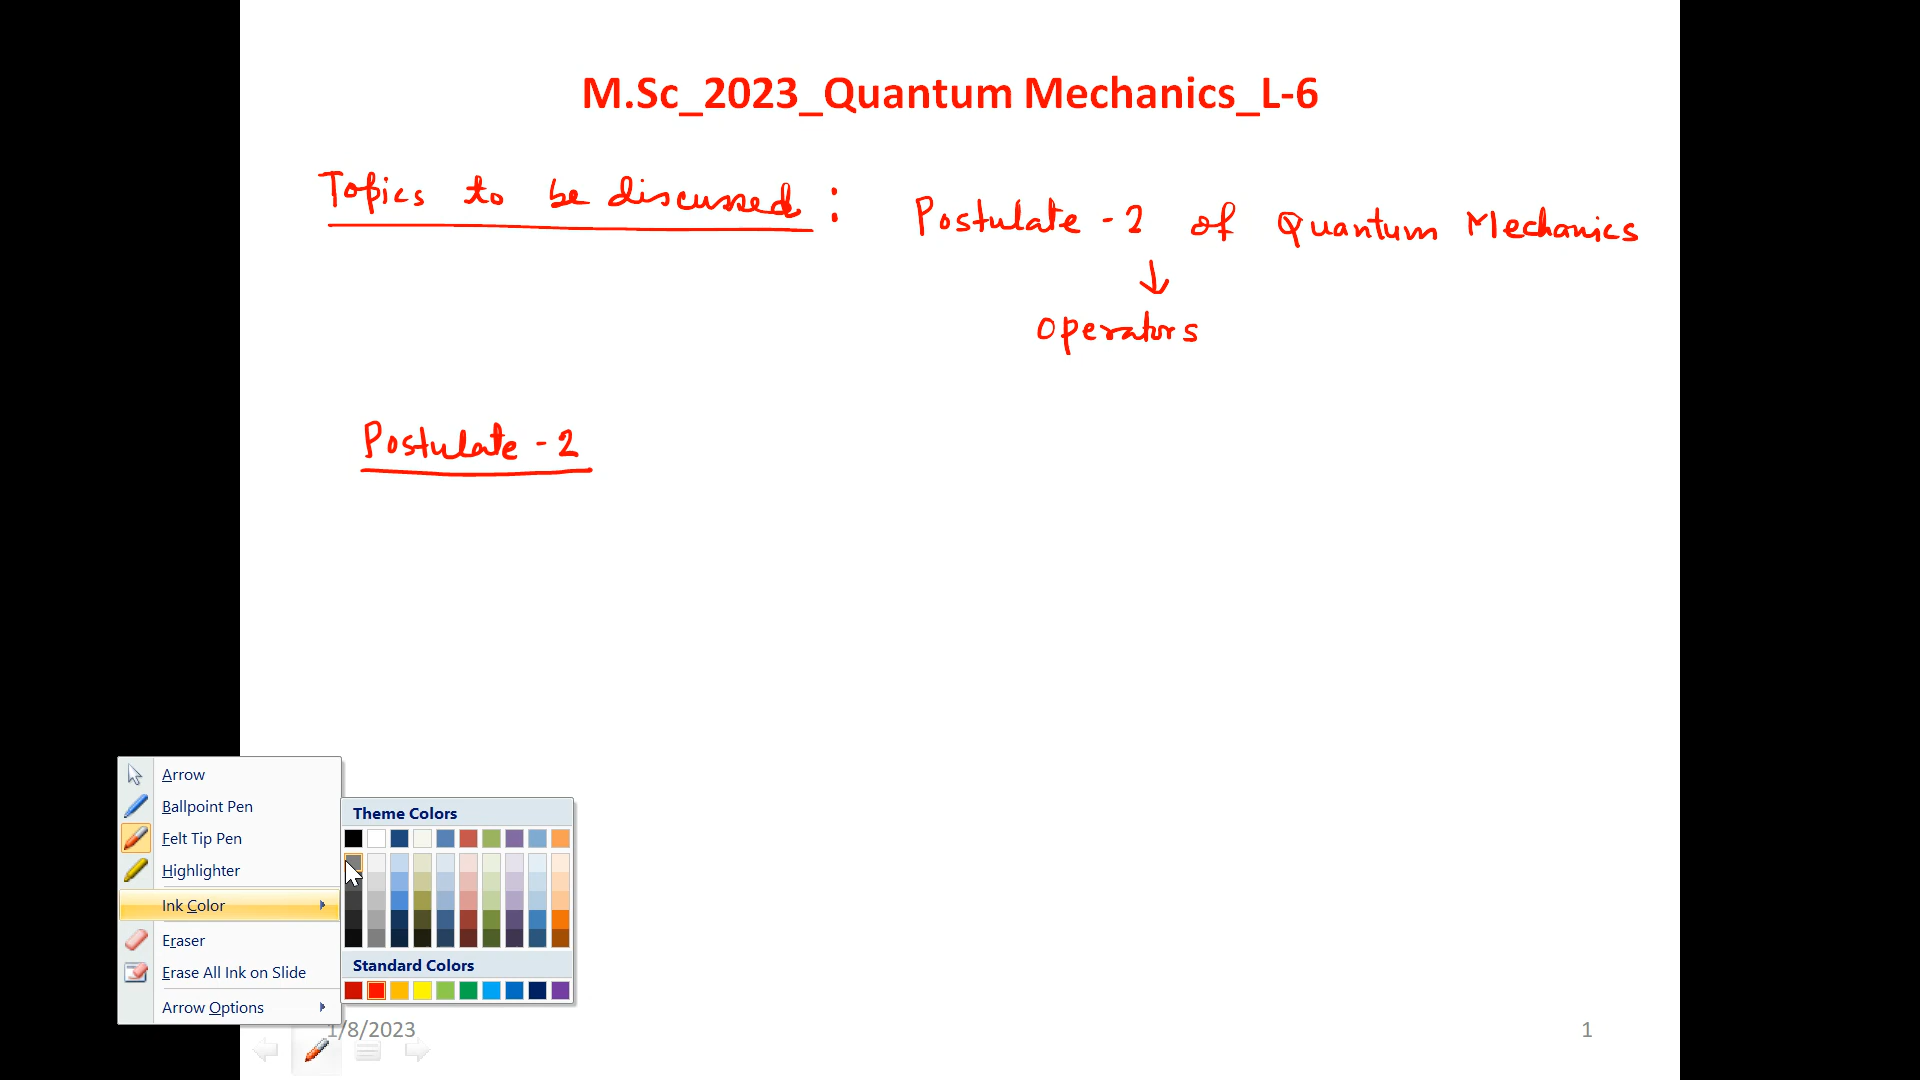 M.Sc_2023_Quantum Mechanics_L-6
Topics to be discussed : Postulate - 2 of Quantum Mechanics
↓
Operators
Postulate - 2
Arrow
Ballpoint Pen
Felt Tip Pen
Highlighter
Ink Color
Eraser
Erase All Ink on Slide
Arrow Options
Theme Colors
Standard Colors
1/8/2023
1